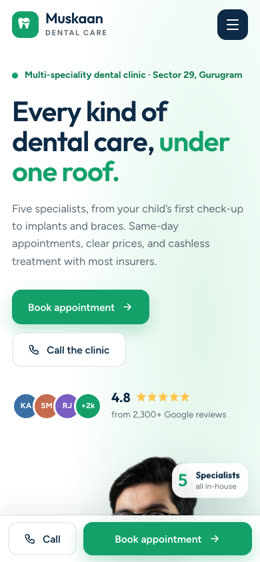 Muskaan
DENTAL CARE
Multi-speciality dental clinic · Sector 29, Gurugram
Every kind of
dental care, under
one roof.
Five specialists, from your child's first check-up
to implants and braces. Same-day
appointments, clear prices, and cashless
treatment with most insurers.
Book appointment →
Call the clinic
KA SM RJ +2k
4.8 ★★★★★
from 2,300+ Google reviews
5 Specialists
all in-house
Call
Book appointment →